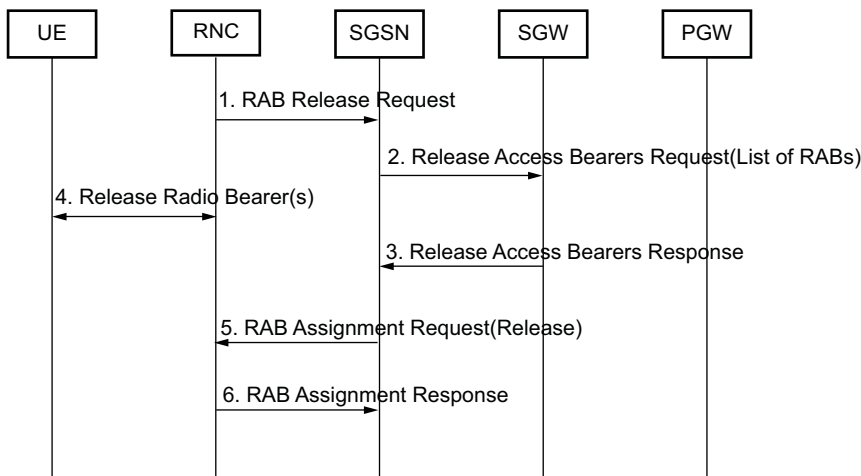 UE
RNC
SGSN
SGW
PGW
1. RAB Release Request
2. Release Access Bearers Request(List of RABs)
4. Release Radio Bearer(s)
3. Release Access Bearers Response
5. RAB Assignment Request(Release)
6. RAB Assignment Response